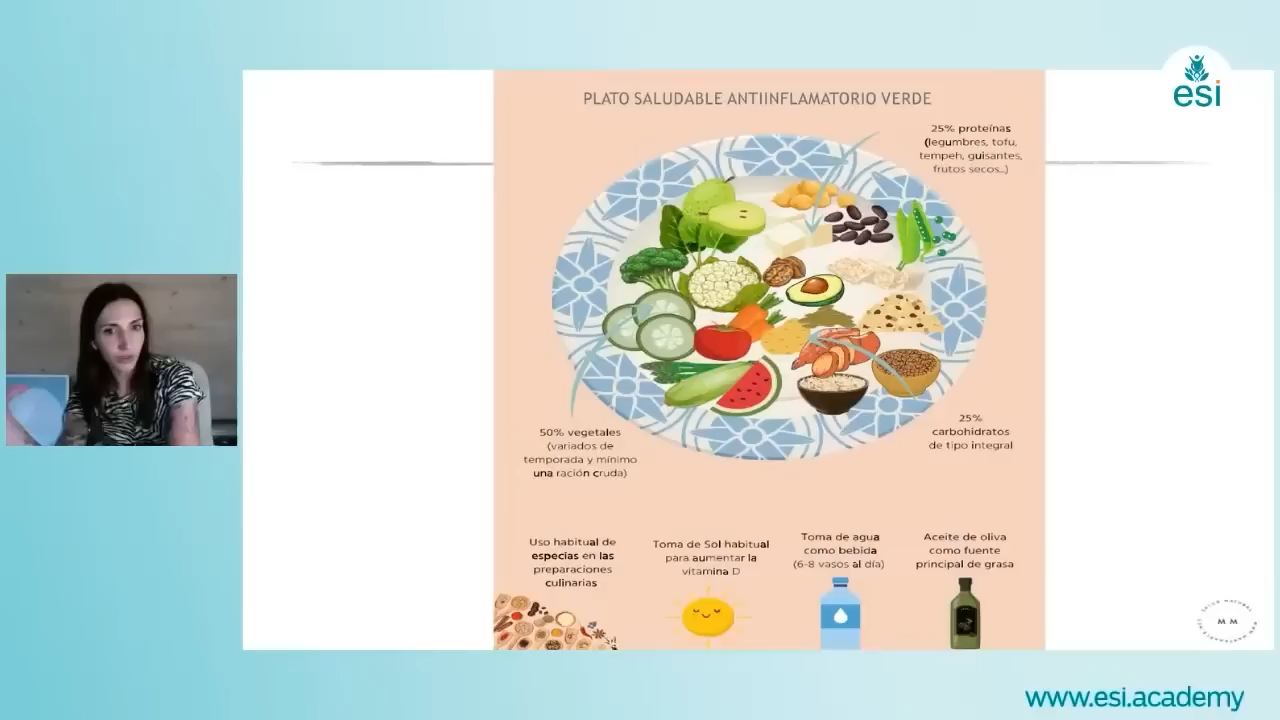 esi
PLATO SALUDABLE ANTIINFLAMATORIO VERDE
25% proteínas
(legumbres, tofu,
tempeh, guisantes,
frutos secos...)
50% vegetales
(variados de
temporada y mínimo
una ración cruda)
25%
carbohidratos
de tipo integral
Uso habitual de
especias en las
preparaciones
culinarias
Toma de Sol habitual
para aumentar la
vitamina D
Toma de agua
como bebida
(6-8 vasos al día)
Aceite de oliva
como fuente
principal de grasa
M M
www.esi.academy